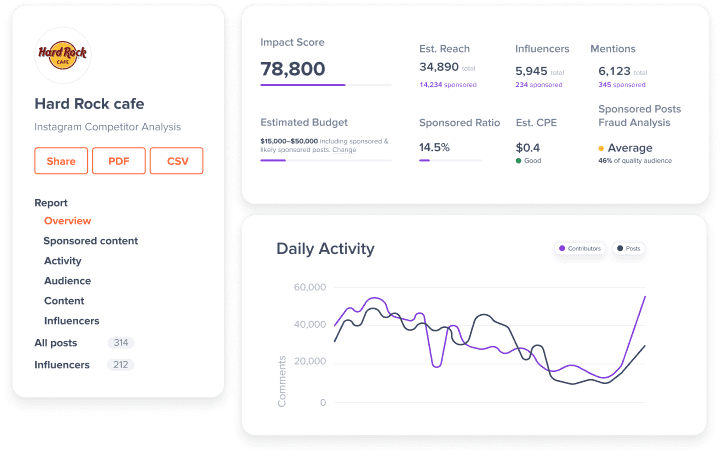 Hard Rock
CAFE
Hard Rock cafe
Instagram Competitor Analysis
Share PDF CSV
Report
Overview
Sponsored content
Activity
Audience
Content
Influencers
All posts 314
Influencers 212
Impact Score
78,800
Est. Reach
34,890 total
14,234 sponsored
Influencers
5,945 total
234 sponsored
Mentions
6,123 total
345 sponsored
Estimated Budget
$15,000–$50,000 including sponsored &
likely sponsored posts. Change
Sponsored Ratio
14.5%
Est. CPE
$0.4
Good
Sponsored Posts
Fraud Analysis
Average
46% of quality audience
Daily Activity
Contributors Posts
60,000
40,000
20,000
0
Comments